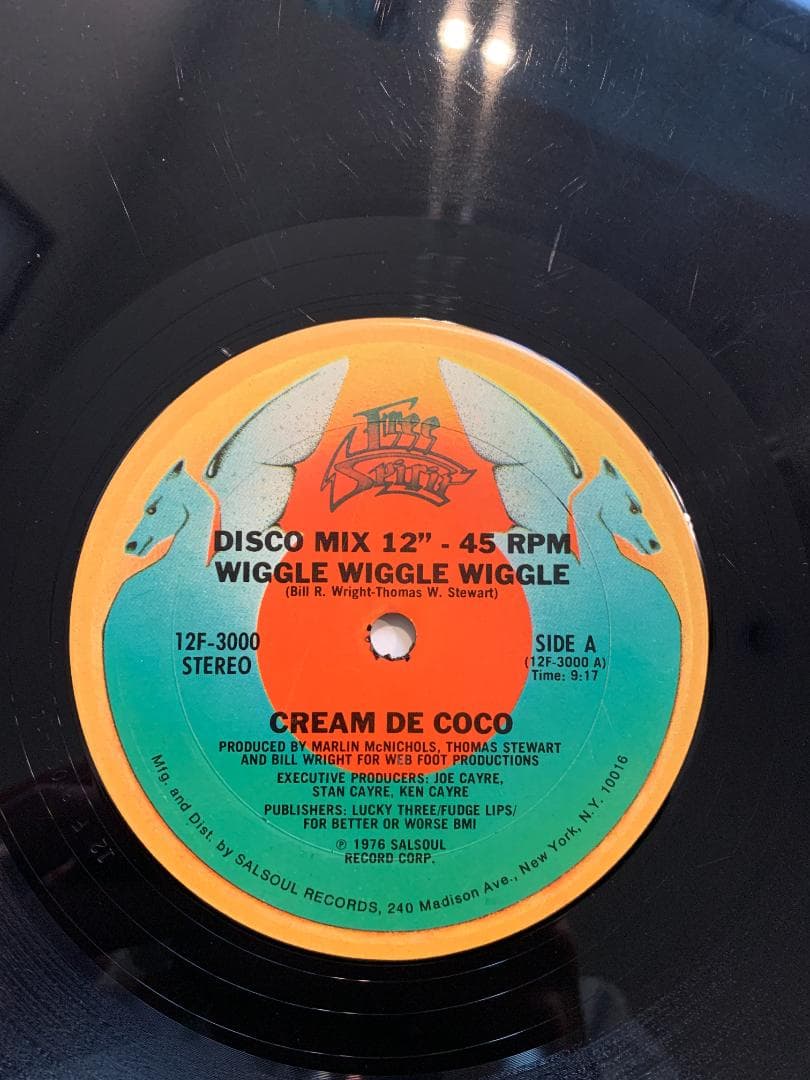 Free
Spirit
DISCO MIX 12” - 45 RPM
WIGGLE WIGGLE WIGGLE
(Bill R. Wright-Thomas W. Stewart)
12F-3000
STEREO
SIDE A
(12F-3000 A)
Time: 9:17
CREAM DE COCO
PRODUCED BY MARLIN McNICHOLS, THOMAS STEWART
AND BILL WRIGHT FOR WEB FOOT PRODUCTIONS
EXECUTIVE PRODUCERS: JOE CAYRE,
STAN CAYRE, KEN CAYRE
PUBLISHERS: LUCKY THREE/FUDGE LIPS/
FOR BETTER OR WORSE BMI
℗ 1976 SALSOUL
RECORD CORP.
Mfg. and Dist. by SALSOUL RECORDS, 240 Madison Ave., New York, N.Y. 10016